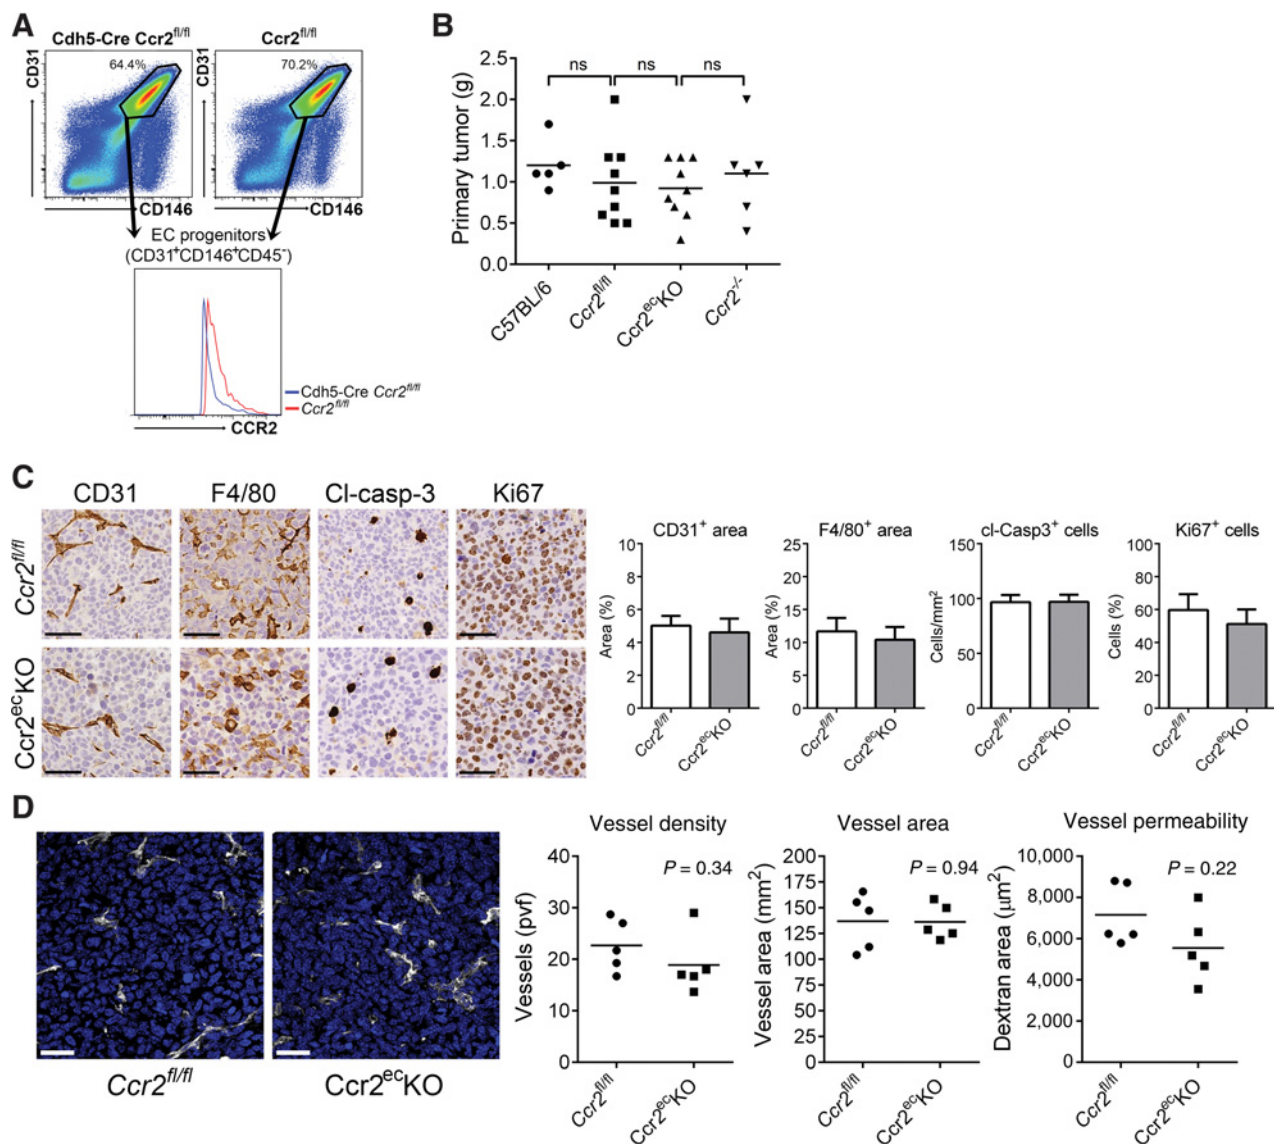 A
Cdh5-Cre Ccr2fl/fl
Ccr2fl/fl
CD31
64.4%
CD31
70.2%
CD146
CD146
EC progenitors
(CD31+CD146+CD45-)
Cdh5-Cre Ccr2fl/fl
Ccr2fl/fl
CCR2
B
ns
ns
ns
Primary tumor (g)
2.5
2.0
1.5
1.0
0.5
0.0
C57BL/6
Ccr2fl/fl
Ccr2ecKO
Ccr2-/-
C
CD31
F4/80
Cl-casp-3
Ki67
Ccr2fl/fl
Ccr2ecKO
CD31+ area
Area (%)
10
8
6
4
2
0
Ccr2fl/fl
Ccr2ecKO
F4/80+ area
Area (%)
25
20
15
10
5
0
Ccr2fl/fl
Ccr2ecKO
cl-Casp3+ cells
Cells/mm2
150
100
50
0
Ccr2fl/fl
Ccr2ecKO
Ki67+ cells
Cells (%)
100
80
60
40
20
0
Ccr2fl/fl
Ccr2ecKO
D
Ccr2fl/fl
Ccr2ecKO
Vessel density
P = 0.34
Vessels (pvf)
40
30
20
10
0
Ccr2fl/fl
Ccr2ecKO
Vessel area
P = 0.94
Vessel area (mm2)
200
175
150
125
100
75
50
25
0
Ccr2fl/fl
Ccr2ecKO
Vessel permeability
P = 0.22
Dextran area (μm2)
10,000
8,000
6,000
4,000
2,000
0
Ccr2fl/fl
Ccr2ecKO